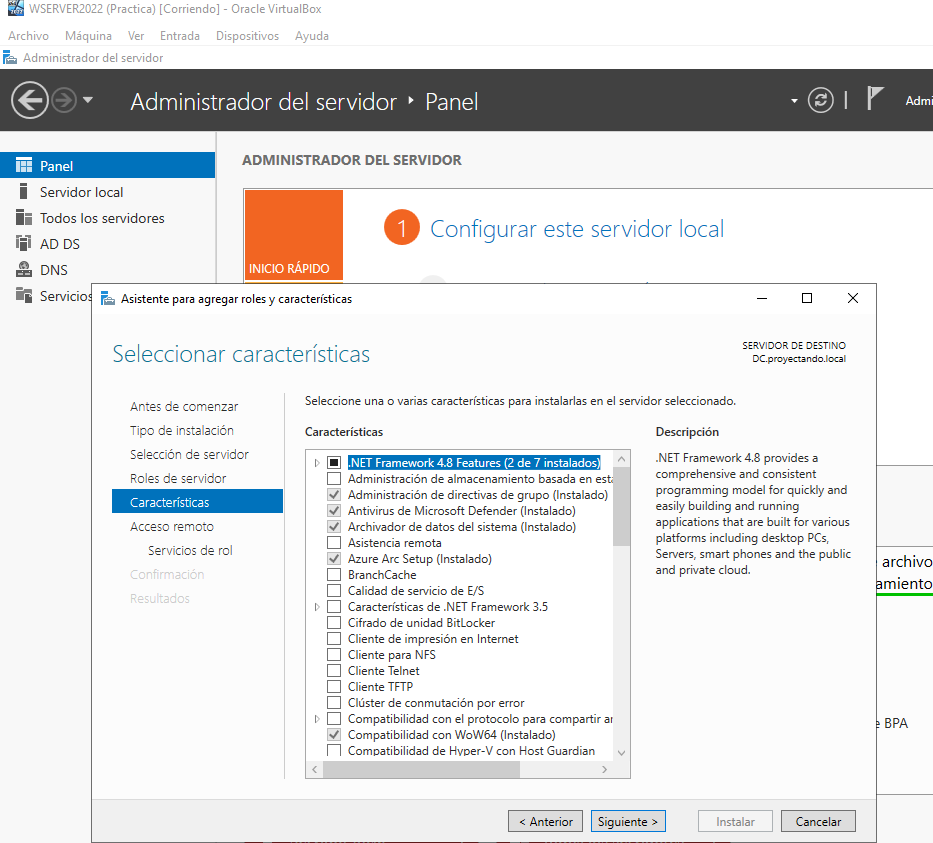 WSERVER2022 (Practica) [Corriendo] - Oracle VirtualBox
Archivo Máquina Ver Entrada Dispositivos Ayuda
Administrador del servidor
Administrador del servidor Panel
Panel
Servidor local
Todos los servidores
AD DS
DNS
Servicios
ADMINISTRADOR DEL SERVIDOR
INICIO RÁPIDO
1 Configurar este servidor local
Asistente para agregar roles y características
Seleccionar características
SERVIDOR DE DESTINO
DC.proyectando.local
Antes de comenzar
Tipo de instalación
Selección de servidor
Roles de servidor
Características
Acceso remoto
Servicios de rol
Confirmación
Resultados
Seleccione una o varias características para instalarlas en el servidor seleccionado.
Características
.NET Framework 4.8 Features (2 de 7 instalados)
Administración de almacenamiento basada en
Administración de directivas de grupo (Instalado)
Antivirus de Microsoft Defender (Instalado)
Archivador de datos del sistema (Instalado)
Asistencia remota
Azure Arc Setup (Instalado)
BranchCache
Calidad de servicio de E/S
Características de .NET Framework 3.5
Cifrado de unidad BitLocker
Cliente de impresión en Internet
Cliente para NFS
Cliente Telnet
Cliente TFTP
Clúster de conmutación por error
Compatibilidad con el protocolo para compartir
Compatibilidad con WoW64 (Instalado)
Compatibilidad de Hyper-V con Host Guardian
Descripción
.NET Framework 4.8 provides a
comprehensive and consistent
programming model for quickly and
easily building and running
applications that are built for various
platforms including desktop PCs,
Servers, smart phones and the public
and private cloud.
archivo
amiento
BPA
< Anterior Siguiente > Instalar Cancelar